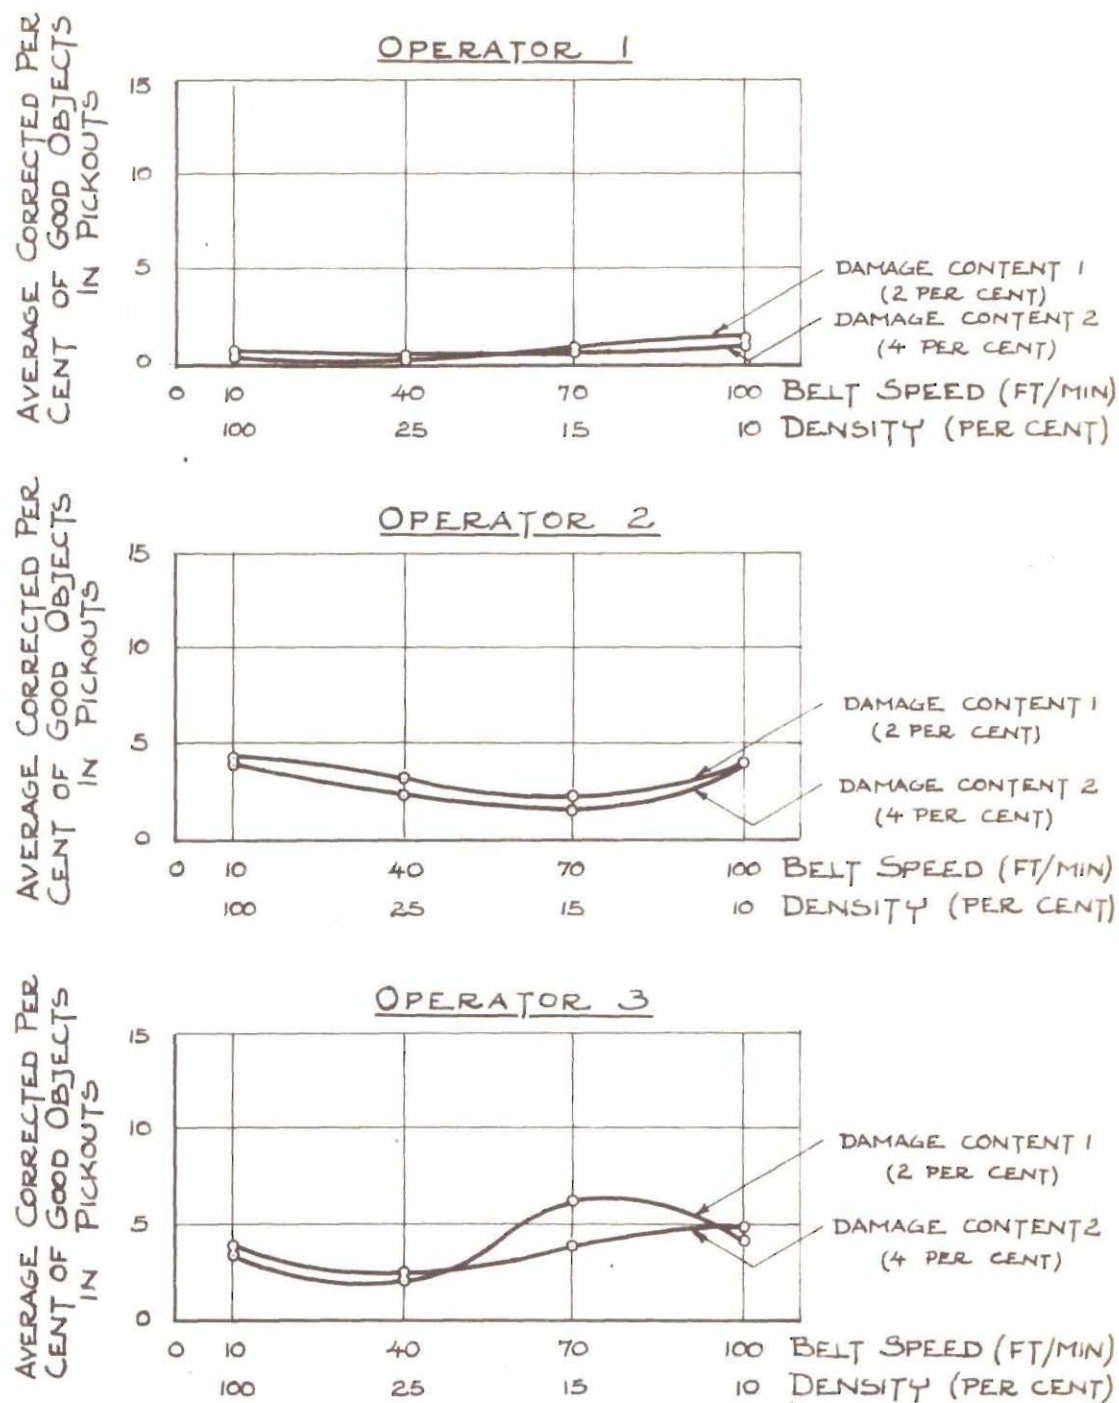 OPERATOR 1
AVERAGE CORRECTED PER
CENT OF GOOD OBJECTS
IN PICKOUTS
15
10
5
0
DAMAGE CONTENT 1
(2 PER CENT)
DAMAGE CONTENT 2
(4 PER CENT)
0 10 40 70 100 BELT SPEED (FT/MIN)
100 25 15 10 DENSITY (PER CENT)
OPERATOR 2
AVERAGE CORRECTED PER
CENT OF GOOD OBJECTS
IN PICKOUTS
15
10
5
0
DAMAGE CONTENT 1
(2 PER CENT)
DAMAGE CONTENT 2
(4 PER CENT)
0 10 40 70 100 BELT SPEED (FT/MIN)
100 25 15 10 DENSITY (PER CENT)
OPERATOR 3
AVERAGE CORRECTED PER
CENT OF GOOD OBJECTS
IN PICKOUTS
15
10
5
0
DAMAGE CONTENT 1
(2 PER CENT)
DAMAGE CONTENT 2
(4 PER CENT)
0 10 40 70 100 BELT SPEED (FT/MIN)
100 25 15 10 DENSITY (PER CENT)